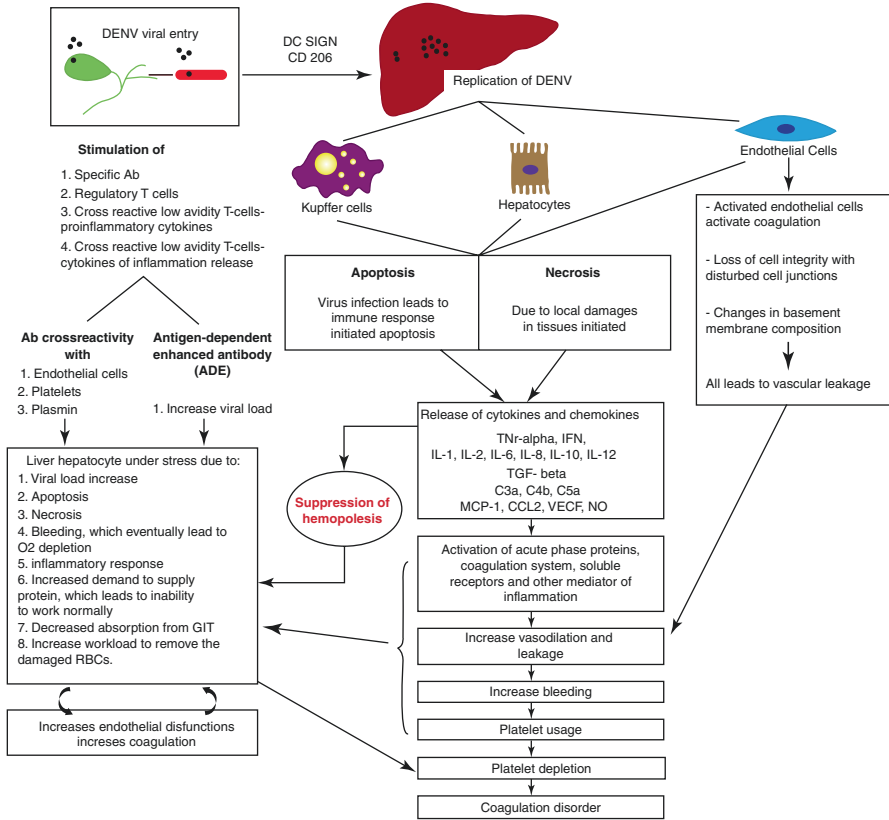 DENV viral entry
DC SIGN
CD 206
Replication of DENV
Stimulation of
1. Specific Ab
2. Regulatory T cells
3. Cross reactive low avidity T-cells-
proinflammatory cytokines
4. Cross reactive low avidity T-cells-
cytokines of inflammation release
Kupffer cells
Hepatocytes
Endothelial Cells
- Activated endothelial cells
activate coagulation
- Loss of cell integrity with
disturbed cell junctions
- Changes in basement
membrane composition
All leads to vascular leakage
Apoptosis
Virus infection leads to
immune response
initiated apoptosis
Necrosis
Due to local damages
in tissues initiated
Ab crossreactivity
with
1. Endothelial cells
2. Platelets
3. Plasmin
Antigen-dependent
enhanced antibody
(ADE)
1. Increase viral load
Release of cytokines and chemokines
TNr-alpha, IFN,
IL-1, IL-2, IL-6, IL-8, IL-10, IL-12
TGF- beta
C3a, C4b, C5a
MCP-1, CCL2, VECF, NO
Suppression of
hemopolesis
Liver hepatocyte under stress due to:
1. Viral load increase
2. Apoptosis
3. Necrosis
4. Bleeding, which eventually lead to
O2 depletion
5. inflammatory response
6. Increased demand to supply
protein, which leads to inability
to work normally
7. Decreased absorption from GIT
8. Increase workload to remove the
damaged RBCs.
Increases endothelial disfunctions
increses coagulation
Activation of acute phase proteins,
coagulation system, soluble
receptors and other mediator of
inflammation
Increase vasodilation and
leakage
Increase bleeding
Platelet usage
Platelet depletion
Coagulation disorder